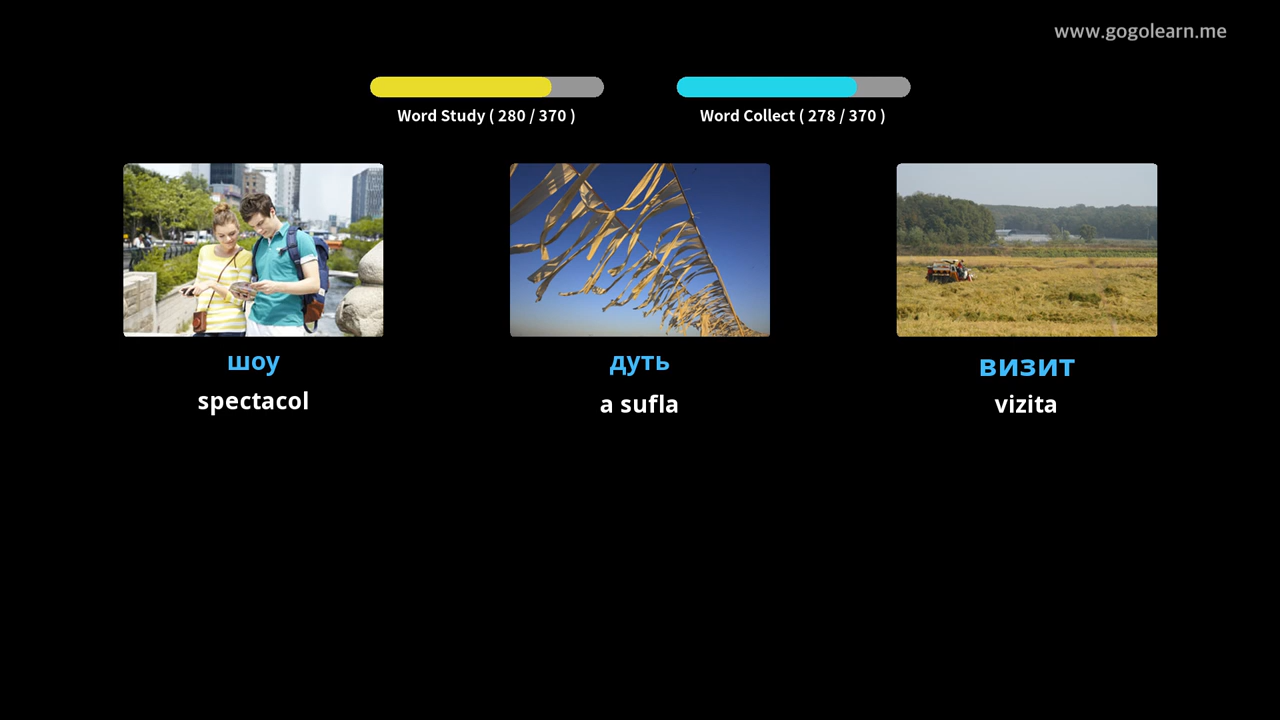 www.gogolearn.me
Word Study ( 280 / 370 )
Word Collect ( 278 / 370 )
шоу
дуть
визит
spectacol
a sufla
vizita